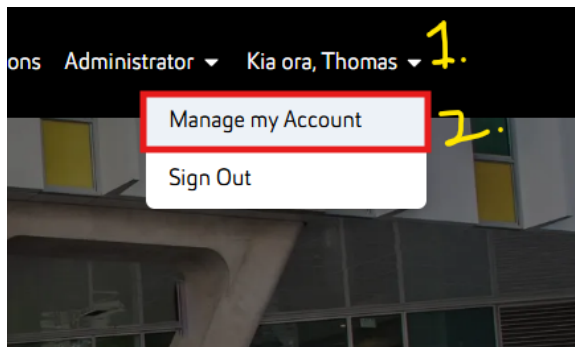 ons Administrator Kia ora, Thomas 1.
Manage my Account 2.
Sign Out